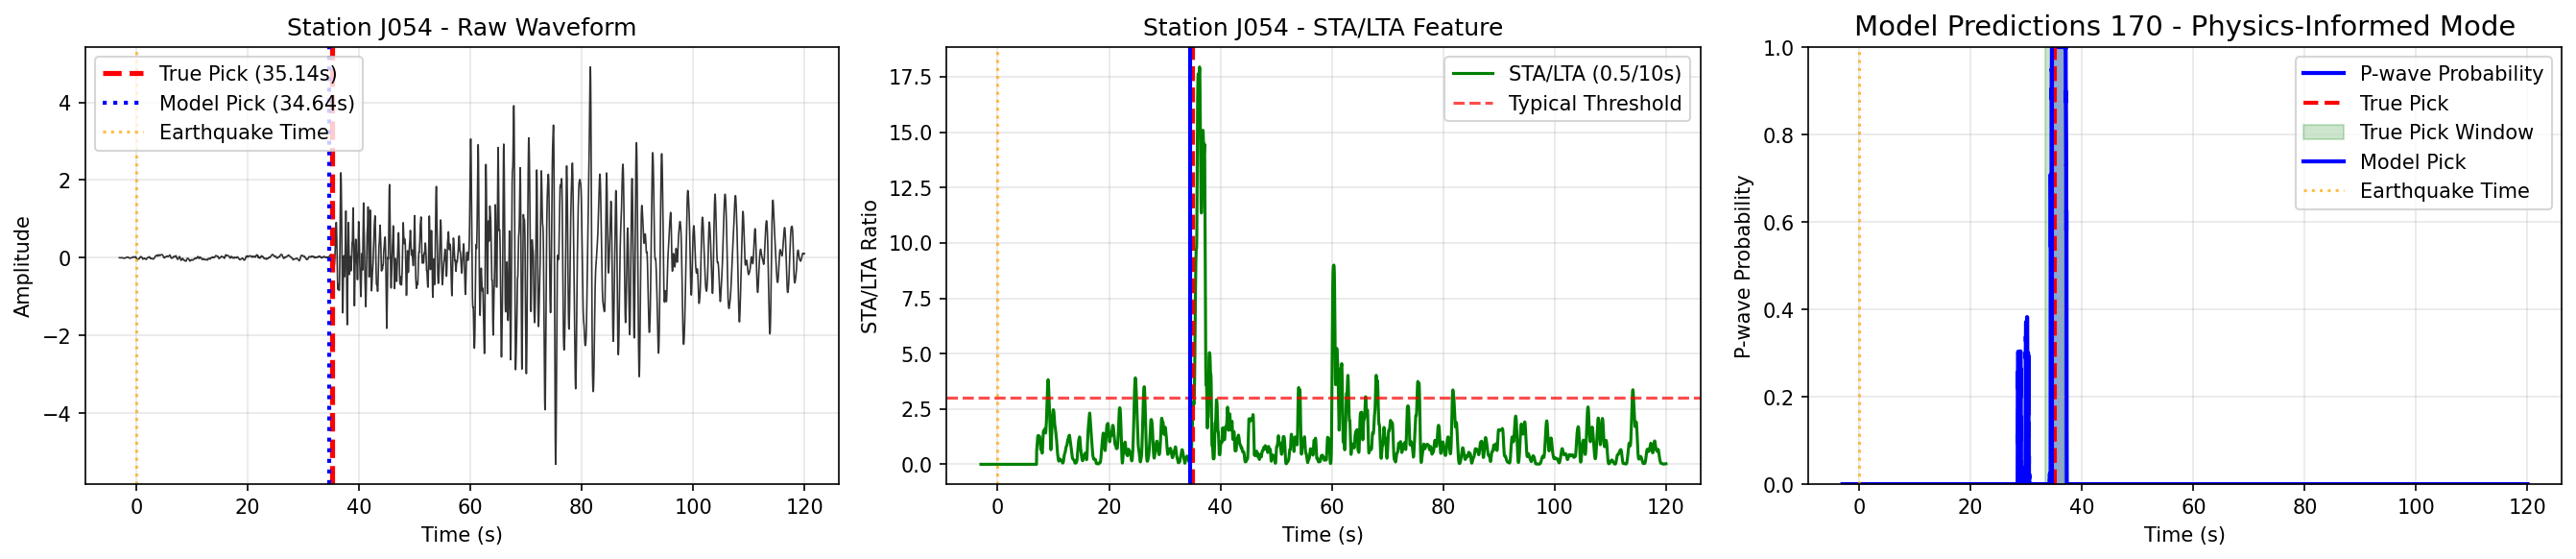 Station J054 - Raw Waveform
True Pick (35.14s)
Model Pick (34.64s)
Earthquake Time
Amplitude
4
2
0
−2
−4
0
20
40
60
80
100
120
Time (s)
Station J054 - STA/LTA Feature
STA/LTA (0.5/10s)
Typical Threshold
STA/LTA Ratio
17.5
15.0
12.5
10.0
7.5
5.0
2.5
0.0
0
20
40
60
80
100
120
Time (s)
Model Predictions 170 - Physics-Informed Mode
P-wave Probability
True Pick
True Pick Window
Model Pick
Earthquake Time
P-wave Probability
1.0
0.8
0.6
0.4
0.2
0.0
0
20
40
60
80
100
120
Time (s)